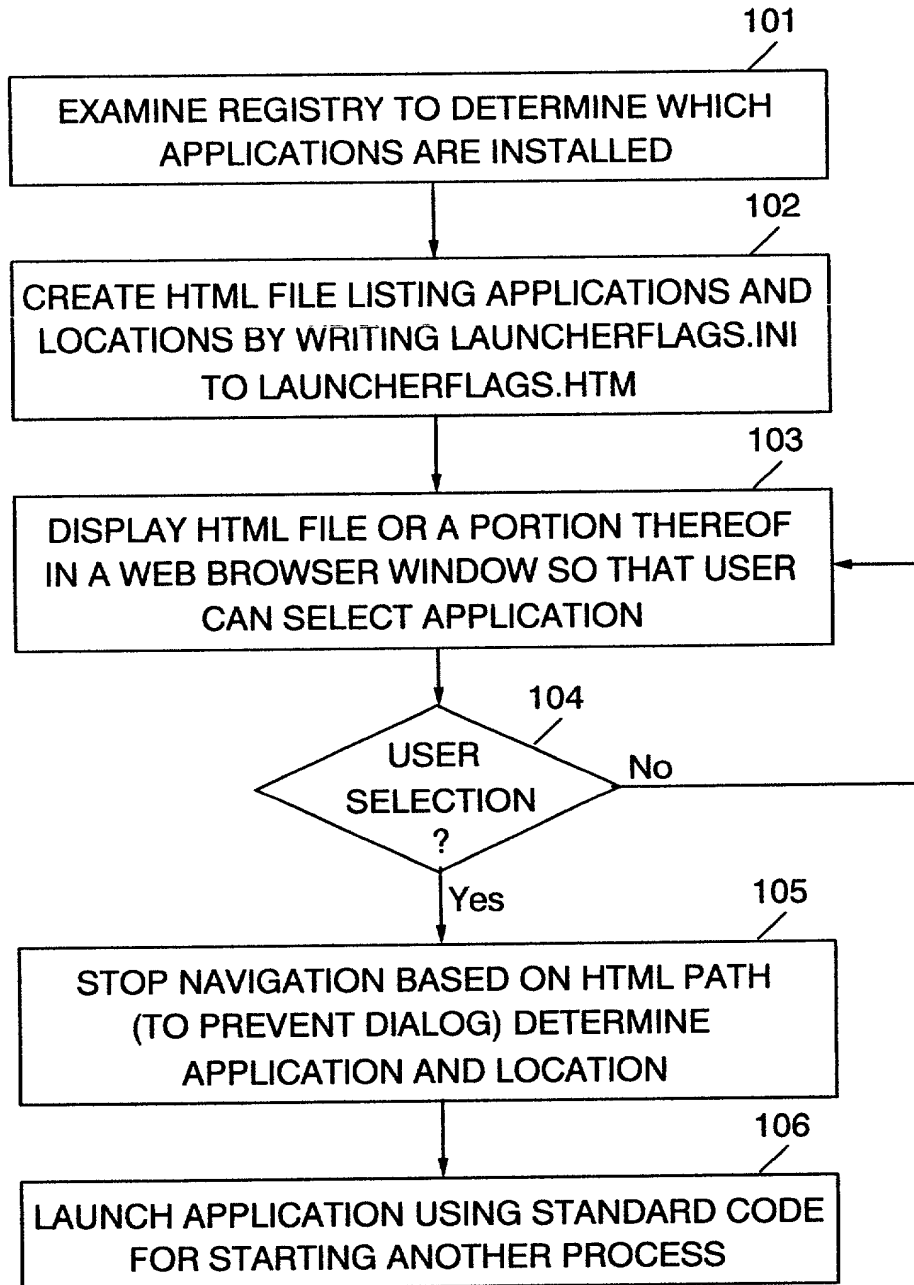 101
EXAMINE REGISTRY TO DETERMINE WHICH
APPLICATIONS ARE INSTALLED
102
CREATE HTML FILE LISTING APPLICATIONS AND
LOCATIONS BY WRITING LAUNCHERFLAGS.INI
TO LAUNCHERFLAGS.HTM
103
DISPLAY HTML FILE OR A PORTION THEREOF
IN A WEB BROWSER WINDOW SO THAT USER
CAN SELECT APPLICATION
104
USER
SELECTION
?
No
Yes
105
STOP NAVIGATION BASED ON HTML PATH
(TO PREVENT DIALOG) DETERMINE
APPLICATION AND LOCATION
106
LAUNCH APPLICATION USING STANDARD CODE
FOR STARTING ANOTHER PROCESS